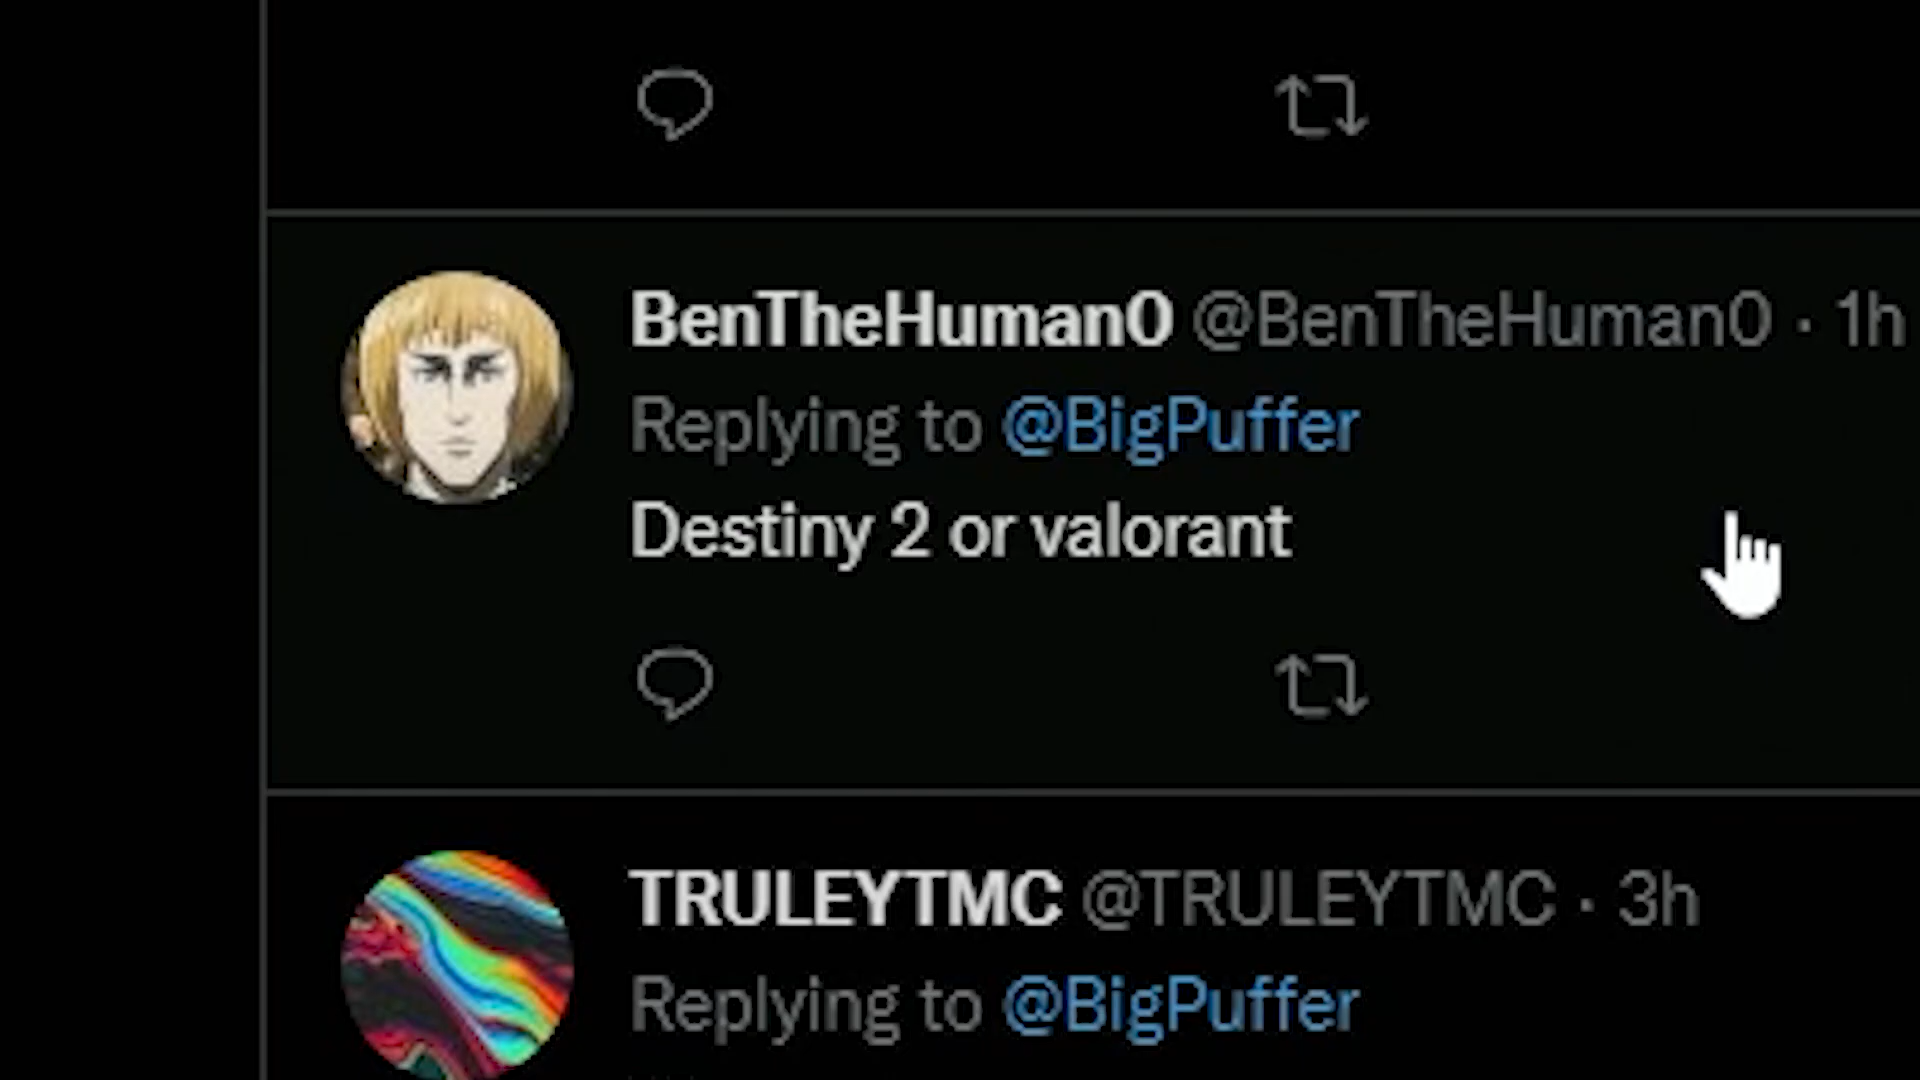 BenTheHuman0 @BenTheHuman0 · 1h
Replying to @BigPuffer
Destiny 2 or valorant
TRULEYTMC @TRULEYTMC · 3h
Replying to @BigPuffer